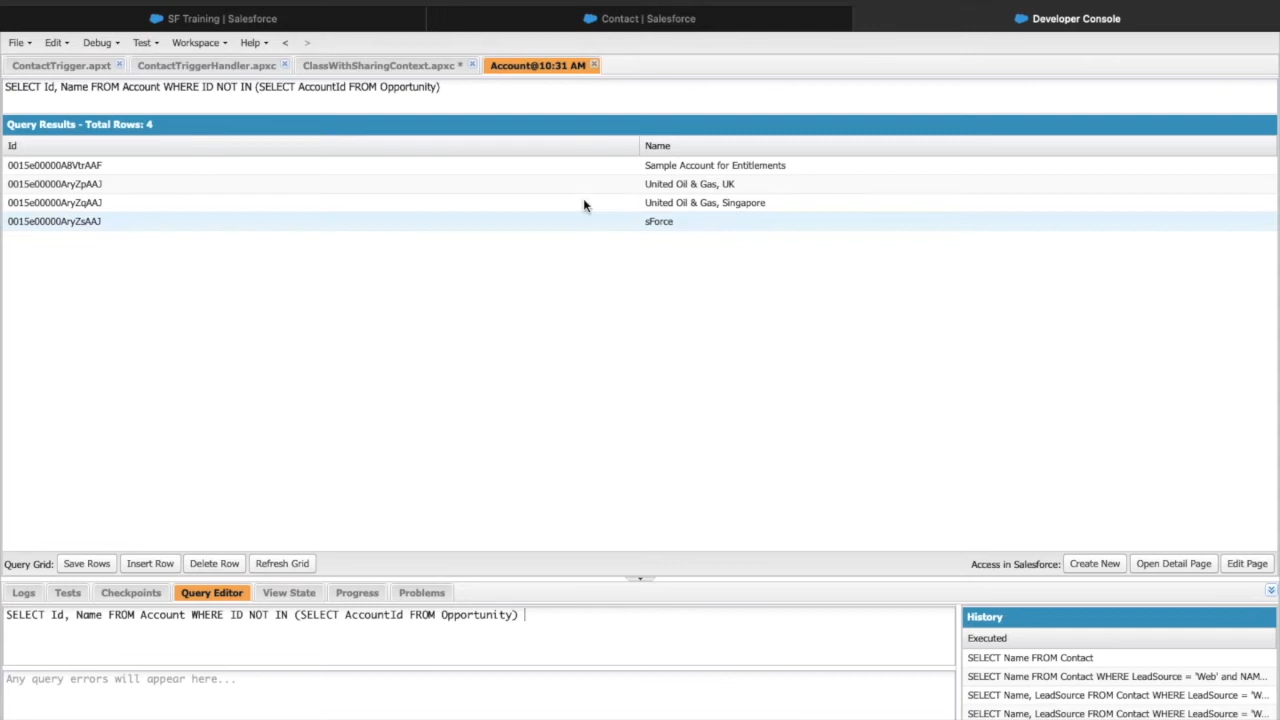 SF Training | Salesforce
Contact | Salesforce
Developer Console
File Edit Debug Test Workspace Help < >
ContactTrigger.apxt
ContactTriggerHandler.apxc
ClassWithSharingContext.apxc *
Account@10:31 AM
SELECT Id, Name FROM Account WHERE ID NOT IN (SELECT AccountId FROM Opportunity)
Query Results - Total Rows: 4
Id Name
0015e00000A8VtrAAF Sample Account for Entitlements
0015e00000AryZpAAJ United Oil & Gas, UK
0015e00000AryZqAAJ United Oil & Gas, Singapore
0015e00000AryZsAAJ sForce
Query Grid: Save Rows Insert Row Delete Row Refresh Grid Access in Salesforce: Create New Open Detail Page Edit Page
Logs Tests Checkpoints Query Editor View State Progress Problems
SELECT Id, Name FROM Account WHERE ID NOT IN (SELECT AccountId FROM Opportunity)
Any query errors will appear here...
History
Executed
SELECT Name FROM Contact
SELECT Name FROM Contact WHERE LeadSource = 'Web' and NAM...
SELECT Name, LeadSource FROM Contact WHERE LeadSource = 'W...
SELECT Name, LeadSource FROM Contact WHERE LeadSource = 'W...